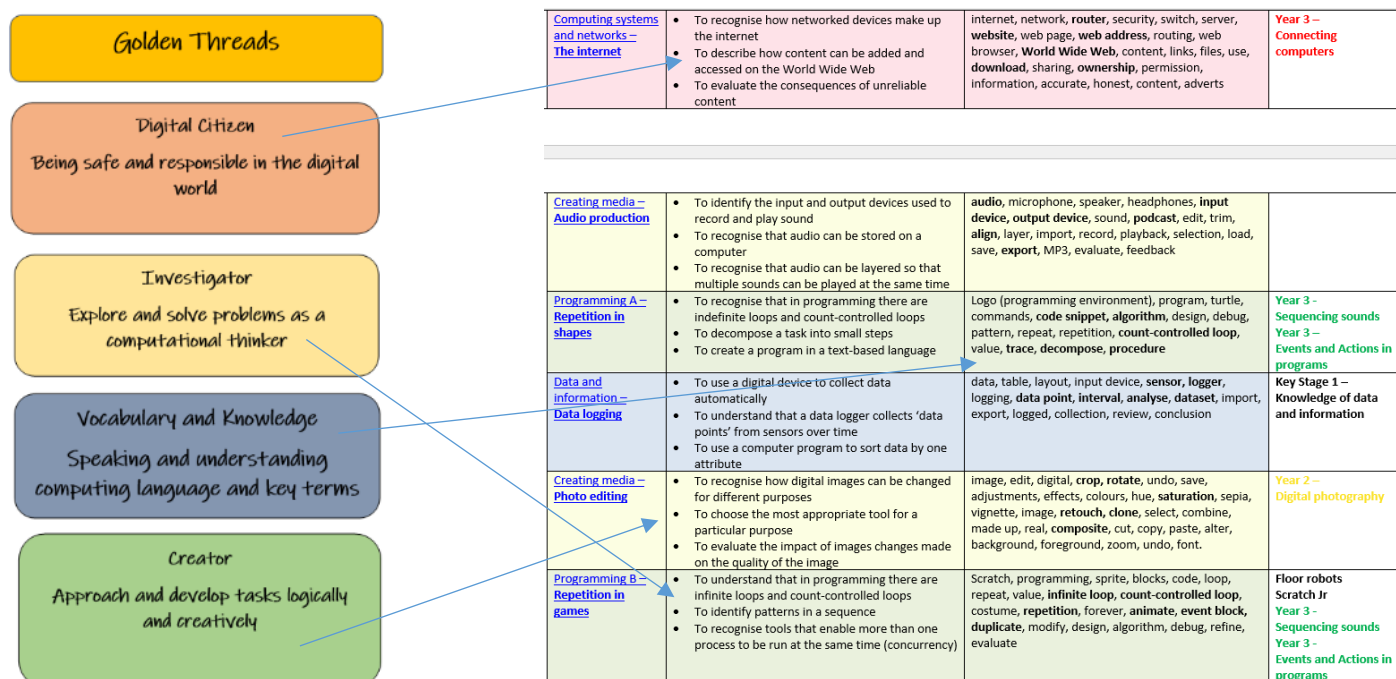 Golden Threads
Digital Citizen
Being safe and responsible in the digital
world
Investigator
Explore and solve problems as a
computational thinker
Vocabulary and Knowledge
Speaking and understanding
computing language and key terms
Creator
Approach and develop tasks logically
and creatively
Computing systems
and networks –
The internet
• To recognise how networked devices make up
the internet
• To describe how content can be added and
accessed on the World Wide Web
• To evaluate the consequences of unreliable
content
internet, network, router, security, switch, server,
website, web page, web address, routing, web
browser, World Wide Web, content, links, files, use,
download, sharing, ownership, permission,
information, accurate, honest, content, adverts
Year 3 –
Connecting
computers
Creating media –
Audio production
• To identify the input and output devices used to
record and play sound
• To recognise that audio can be stored on a
computer
• To recognise that audio can be layered so that
multiple sounds can be played at the same time
audio, microphone, speaker, headphones, input
device, output device, sound, podcast, edit, trim,
align, layer, import, record, playback, selection, load,
save, export, MP3, evaluate, feedback
Programming A –
Repetition in
shapes
• To recognise that in programming there are
indefinite loops and count-controlled loops
• To decompose a task into small steps
• To create a program in a text-based language
Logo (programming environment), program, turtle,
commands, code snippet, algorithm, design, debug,
pattern, repeat, repetition, count-controlled loop,
value, trace, decompose, procedure
Year 3 -
Sequencing sounds
Year 3 –
Events and Actions in
programs
Data and
information –
Data logging
• To use a digital device to collect data
automatically
• To understand that a data logger collects ‘data
points’ from sensors over time
• To use a computer program to sort data by one
attribute
data, table, layout, input device, sensor, logger,
logging, data point, interval, analyse, dataset, import,
export, logged, collection, review, conclusion
Key Stage 1 –
Knowledge of data
and information
Creating media –
Photo editing
• To recognise how digital images can be changed
for different purposes
• To choose the most appropriate tool for a
particular purpose
• To evaluate the impact of images changes made
on the quality of the image
image, edit, digital, crop, rotate, undo, save,
adjustments, effects, colours, hue, saturation, sepia,
vignette, image, retouch, clone, select, combine,
made up, real, composite, cut, copy, paste, alter,
background, foreground, zoom, undo, font.
Year 2 –
Digital photography
Programming B –
Repetition in
games
• To understand that in programming there are
infinite loops and count-controlled loops
• To identify patterns in a sequence
• To recognise tools that enable more than one
process to be run at the same time (concurrency)
Scratch, programming, sprite, blocks, code, loop,
repeat, value, infinite loop, count-controlled loop,
costume, repetition, forever, animate, event block,
duplicate, modify, design, algorithm, debug, refine,
evaluate
Floor robots
Scratch Jr
Year 3 -
Sequencing sounds
Year 3 -
Events and Actions in
programs